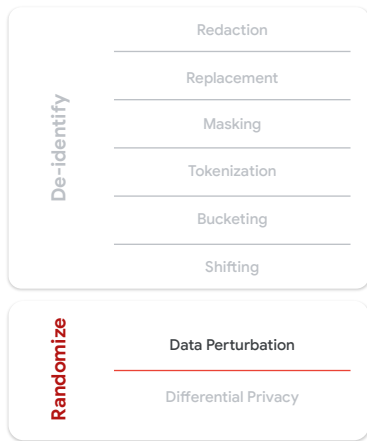 De-identify
Redaction
Replacement
Masking
Tokenization
Bucketing
Shifting
Randomize
Data Perturbation
Differential Privacy